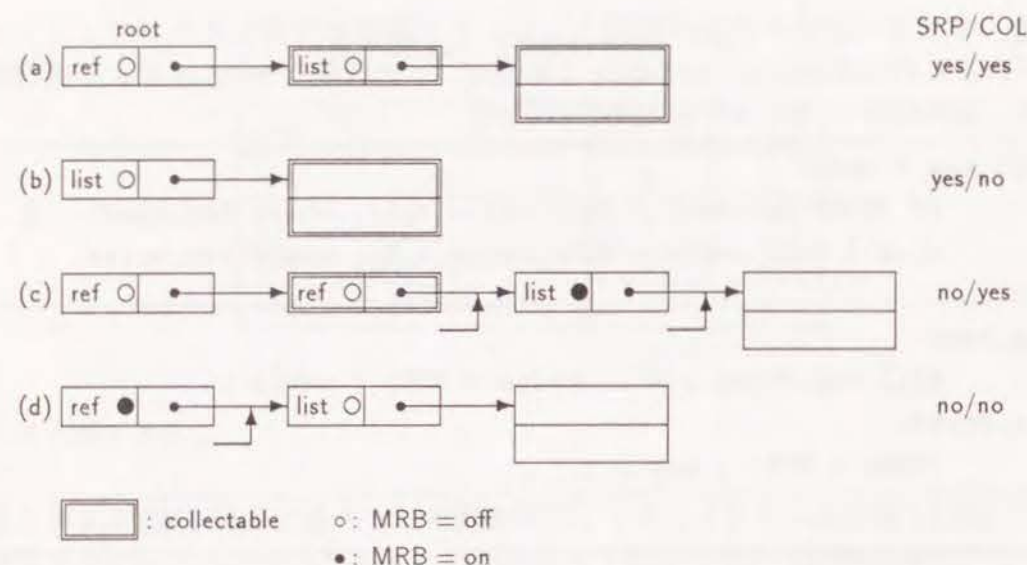 root SRP/COL
(a) ref list yes/yes
(b) list yes/no
(c) ref ref list no/yes
(d) ref list no/no
: collectable : MRB = off
: MRB = on